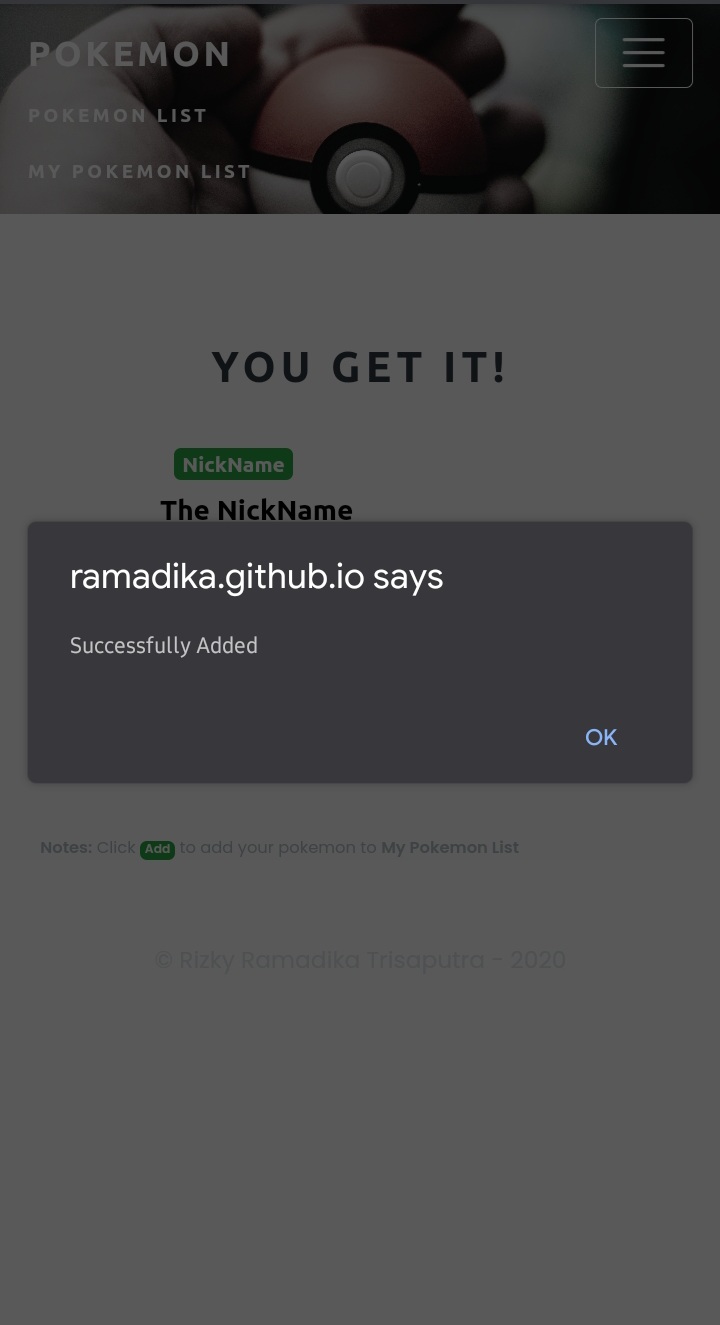 POKEMON
POKEMON LIST
MY POKEMON LIST
YOU GET IT!
NickName
The NickName
ramadika.github.io says
Successfully Added
OK
Notes: Click Add to add your pokemon to My Pokemon List
© Rizky Ramadika Trisaputra - 2020